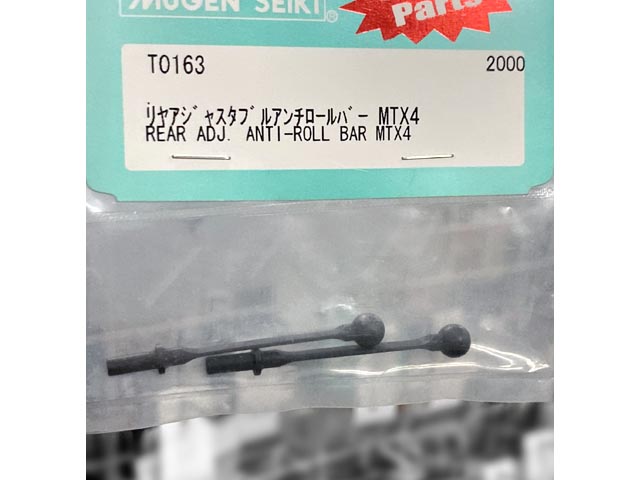 MUGEN SEIKI
Parts
T0163 2000
リヤアジャスタブルアンチロールバー MTX4
REAR ADJ. ANTI-ROLL BAR MTX4